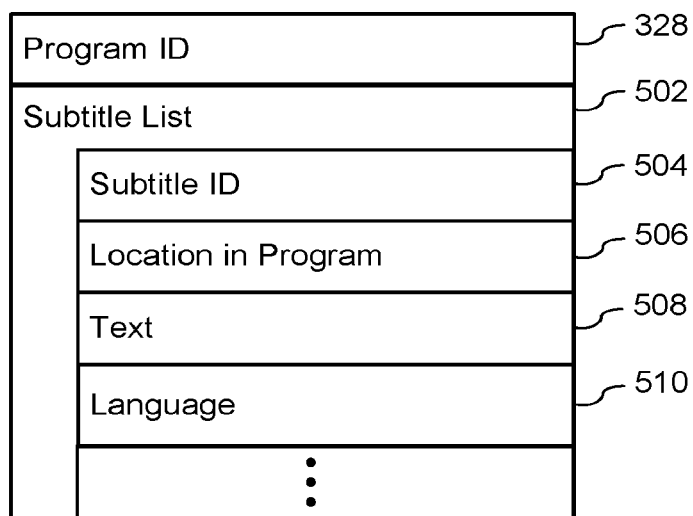 Program ID 328
Subtitle List 502
Subtitle ID 504
Location in Program 506
Text 508
Language 510